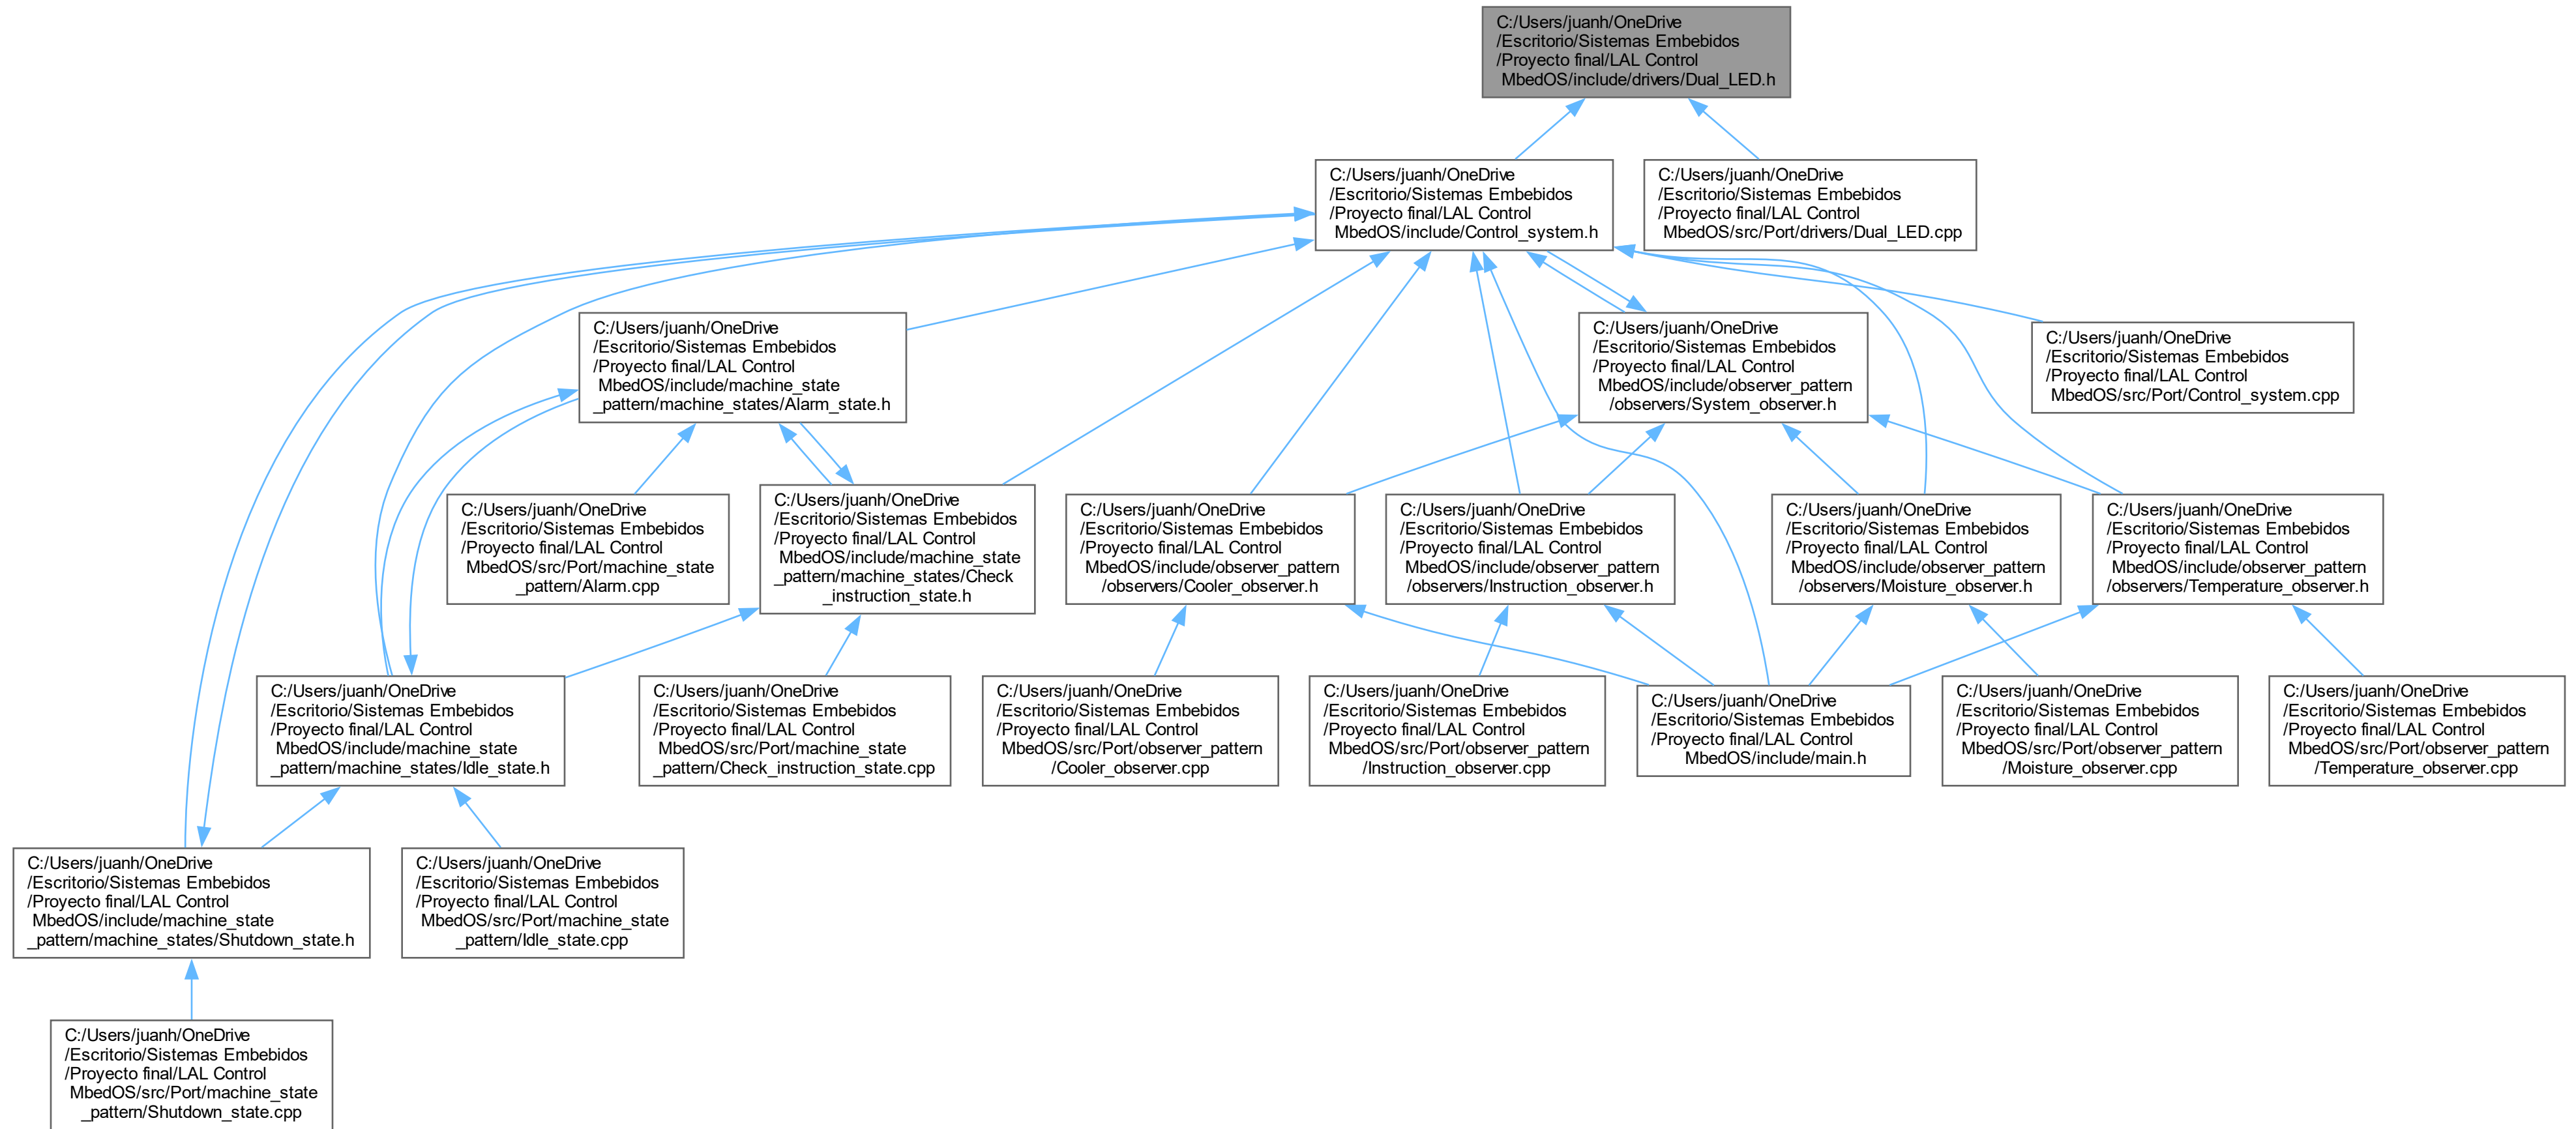 C:/Users/juanh/OneDrive
/Escritorio/Sistemas Embebidos
/Proyecto final/LAL Control
MbedOS/include/drivers/Dual_LED.h
C:/Users/juanh/OneDrive
/Escritorio/Sistemas Embebidos
/Proyecto final/LAL Control
MbedOS/include/Control_system.h
C:/Users/juanh/OneDrive
/Escritorio/Sistemas Embebidos
/Proyecto final/LAL Control
MbedOS/src/Port/drivers/Dual_LED.cpp
C:/Users/juanh/OneDrive
/Escritorio/Sistemas Embebidos
/Proyecto final/LAL Control
MbedOS/include/machine_state
_pattern/machine_states/Alarm_state.h
C:/Users/juanh/OneDrive
/Escritorio/Sistemas Embebidos
/Proyecto final/LAL Control
MbedOS/include/observer_pattern
/observers/System_observer.h
C:/Users/juanh/OneDrive
/Escritorio/Sistemas Embebidos
/Proyecto final/LAL Control
MbedOS/src/Port/Control_system.cpp
C:/Users/juanh/OneDrive
/Escritorio/Sistemas Embebidos
/Proyecto final/LAL Control
MbedOS/src/Port/machine_state
_pattern/Alarm.cpp
C:/Users/juanh/OneDrive
/Escritorio/Sistemas Embebidos
/Proyecto final/LAL Control
MbedOS/include/machine_state
_pattern/machine_states/Check
_instruction_state.h
C:/Users/juanh/OneDrive
/Escritorio/Sistemas Embebidos
/Proyecto final/LAL Control
MbedOS/include/observer_pattern
/observers/Cooler_observer.h
C:/Users/juanh/OneDrive
/Escritorio/Sistemas Embebidos
/Proyecto final/LAL Control
MbedOS/include/observer_pattern
/observers/Instruction_observer.h
C:/Users/juanh/OneDrive
/Escritorio/Sistemas Embebidos
/Proyecto final/LAL Control
MbedOS/include/observer_pattern
/observers/Moisture_observer.h
C:/Users/juanh/OneDrive
/Escritorio/Sistemas Embebidos
/Proyecto final/LAL Control
MbedOS/include/observer_pattern
/observers/Temperature_observer.h
C:/Users/juanh/OneDrive
/Escritorio/Sistemas Embebidos
/Proyecto final/LAL Control
MbedOS/include/machine_state
_pattern/machine_states/Idle_state.h
C:/Users/juanh/OneDrive
/Escritorio/Sistemas Embebidos
/Proyecto final/LAL Control
MbedOS/src/Port/machine_state
_pattern/Check_instruction_state.cpp
C:/Users/juanh/OneDrive
/Escritorio/Sistemas Embebidos
/Proyecto final/LAL Control
MbedOS/src/Port/observer_pattern
/Cooler_observer.cpp
C:/Users/juanh/OneDrive
/Escritorio/Sistemas Embebidos
/Proyecto final/LAL Control
MbedOS/src/Port/observer_pattern
/Instruction_observer.cpp
C:/Users/juanh/OneDrive
/Escritorio/Sistemas Embebidos
/Proyecto final/LAL Control
MbedOS/include/main.h
C:/Users/juanh/OneDrive
/Escritorio/Sistemas Embebidos
/Proyecto final/LAL Control
MbedOS/src/Port/observer_pattern
/Moisture_observer.cpp
C:/Users/juanh/OneDrive
/Escritorio/Sistemas Embebidos
/Proyecto final/LAL Control
MbedOS/src/Port/observer_pattern
/Temperature_observer.cpp
C:/Users/juanh/OneDrive
/Escritorio/Sistemas Embebidos
/Proyecto final/LAL Control
MbedOS/include/machine_state
_pattern/machine_states/Shutdown_state.h
C:/Users/juanh/OneDrive
/Escritorio/Sistemas Embebidos
/Proyecto final/LAL Control
MbedOS/src/Port/machine_state
_pattern/Idle_state.cpp
C:/Users/juanh/OneDrive
/Escritorio/Sistemas Embebidos
/Proyecto final/LAL Control
MbedOS/src/Port/machine_state
_pattern/Shutdown_state.cpp